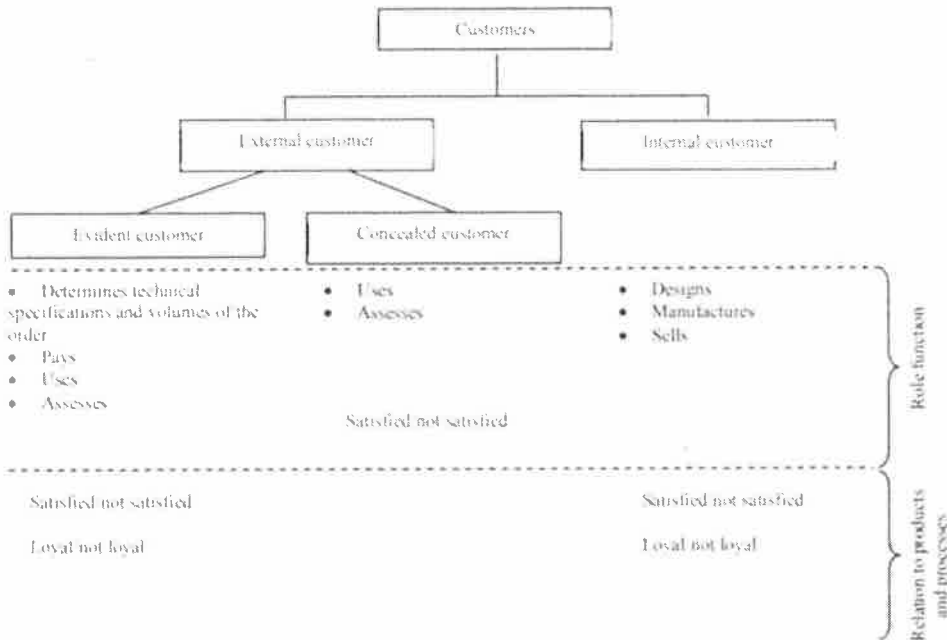 Customers
External customer
Internal customer
Evident customer
Concealed customer
• Determines technical
specifications and volumes of the
order
• Pays
• Uses
• Assesses
• Uses
• Assesses
• Designs
• Manufactures
• Sells
Satisfied not satisfied
Role function
Satisfied not satisfied
Loyal not loyal
Satisfied not satisfied
Loyal not loyal
Relation to products
and processes